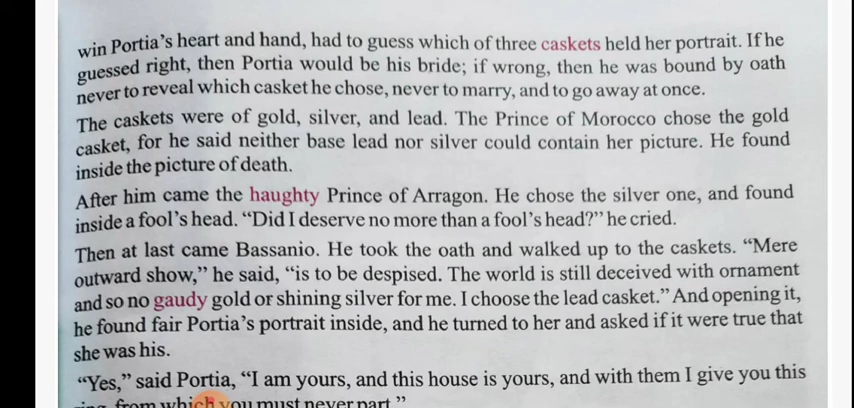 win Portia's heart and hand, had to guess which of three caskets held her portrait. If he
guessed right, then Portia would be his bride; if wrong, then he was bound by oath
never to reveal which casket he chose, never to marry, and to go away at once.
The caskets were of gold, silver, and lead. The Prince of Morocco chose the gold
casket, for he said neither base lead nor silver could contain her picture. He found
inside the picture of death.
After him came the haughty Prince of Arragon. He chose the silver one, and found
inside a fool's head. “Did I deserve no more than a fool's head?” he cried.
Then at last came Bassanio. He took the oath and walked up to the caskets. “Mere
outward show,” he said, “is to be despised. The world is still deceived with ornament
and so no gaudy gold or shining silver for me. I choose the lead casket.” And opening it,
he found fair Portia's portrait inside, and he turned to her and asked if it were true that
she was his.
“Yes,” said Portia, “I am yours, and this house is yours, and with them I give you this
from which you must never part.”